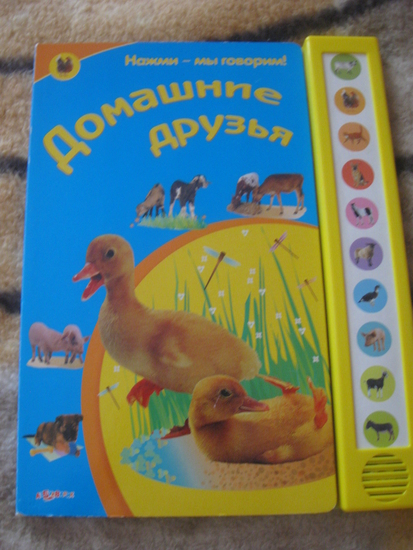 Нажми – мы говорим!
Домашние
друзья